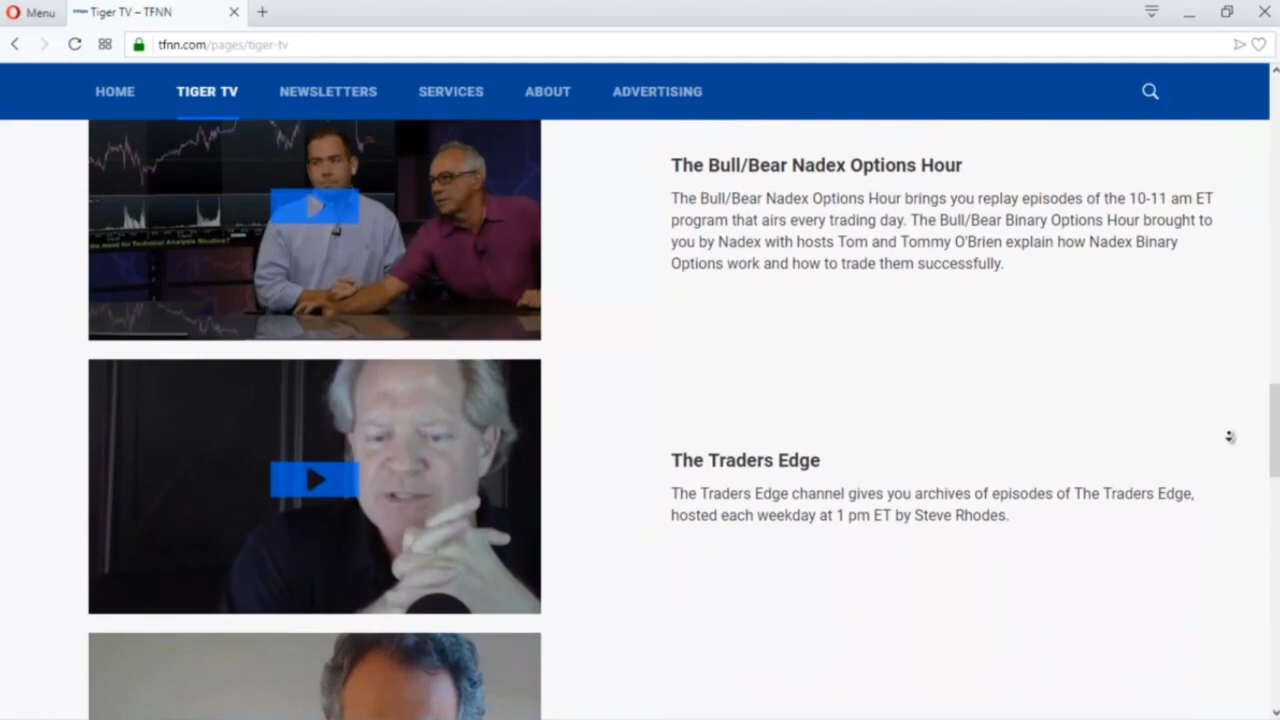 Menu
Tiger TV – TFNN
tfnn.com/pages/tiger-tv
HOME
TIGER TV
NEWSLETTERS
SERVICES
ABOUT
ADVERTISING
The Bull/Bear Nadex Options Hour
The Bull/Bear Nadex Options Hour brings you replay episodes of the 10-11 am ET
program that airs every trading day. The Bull/Bear Binary Options Hour brought to
you by Nadex with hosts Tom and Tommy O'Brien explain how Nadex Binary
Options work and how to trade them successfully.
for Technical Analysis Studies?
The Traders Edge
The Traders Edge channel gives you archives of episodes of The Traders Edge,
hosted each weekday at 1 pm ET by Steve Rhodes.